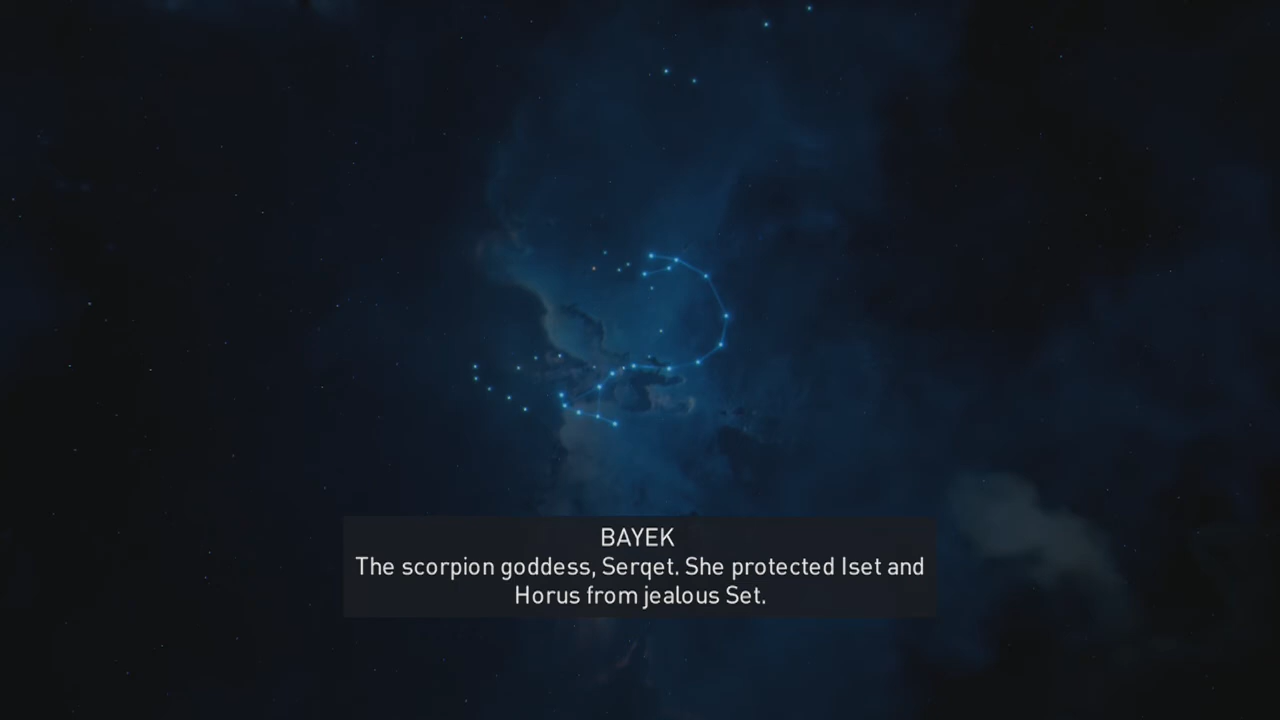 BAYEK
The scorpion goddess, Serqet. She protected Iset and
Horus from jealous Set.